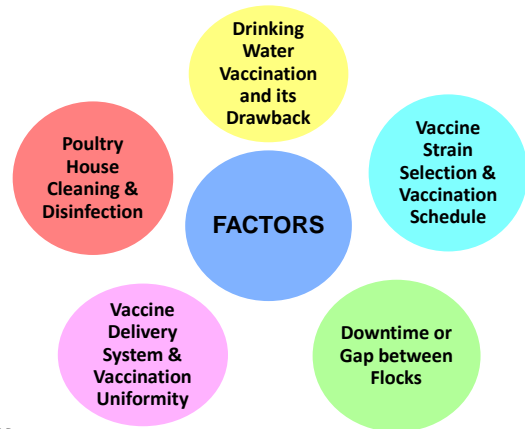 Drinking
Water
Vaccination
and its
Drawback
Poultry
House
Cleaning &
Disinfection
Vaccine
Strain
Selection &
Vaccination
Schedule
FACTORS
Vaccine
Delivery
System &
Vaccination
Uniformity
Downtime or
Gap between
Flocks